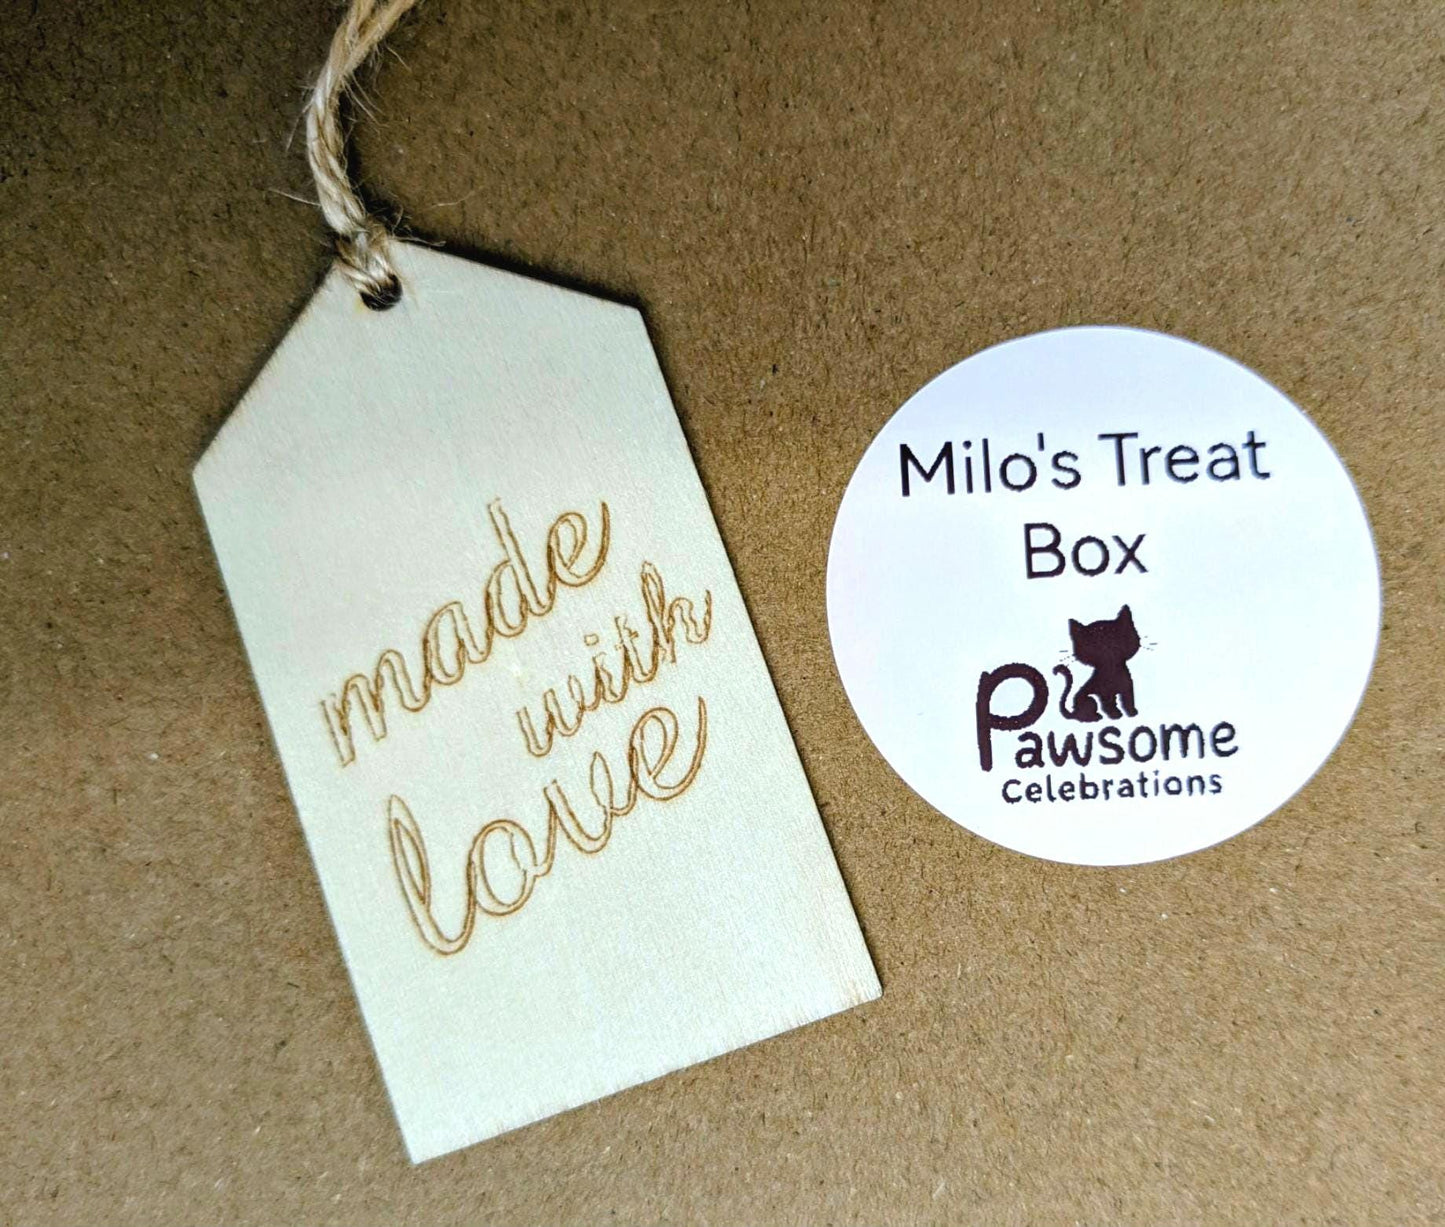 made
with
love
Milo's Treat
Box
Pawsome
Celebrations